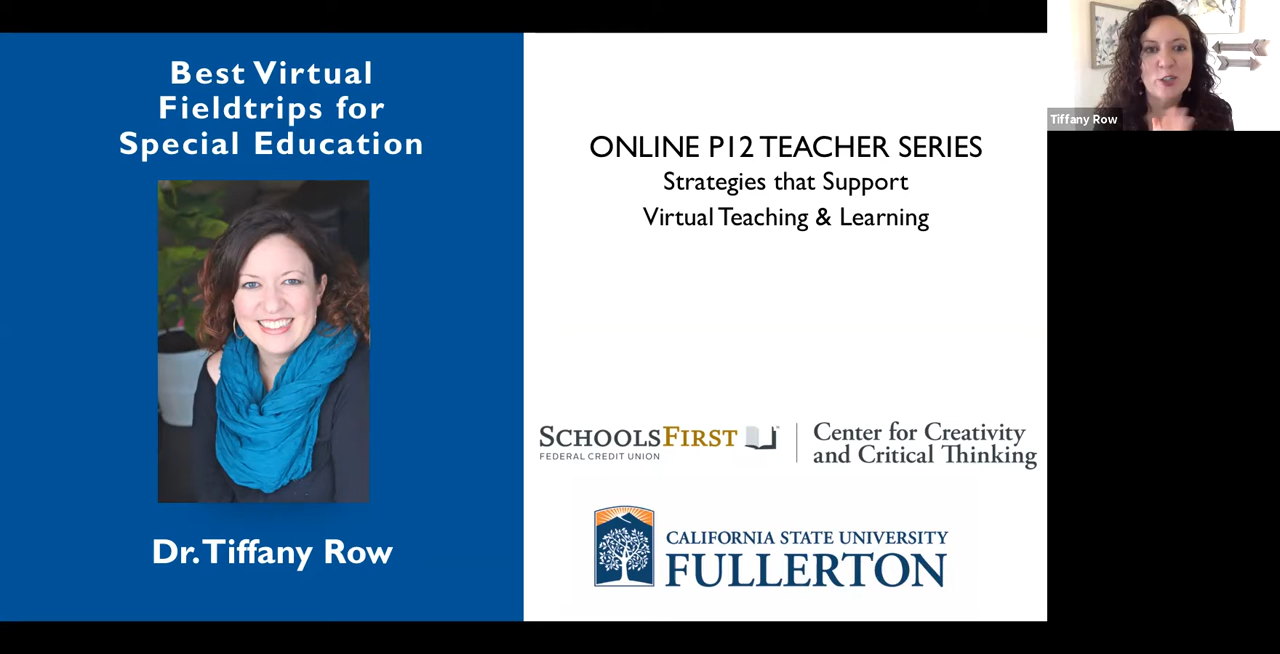 Best Virtual
Fieldtrips for
Special Education
Dr. Tiffany Row
ONLINE P12 TEACHER SERIES
Strategies that Support
Virtual Teaching & Learning
SCHOOLSFIRST
FEDERAL CREDIT UNION
Center for Creativity
and Critical Thinking
CALIFORNIA STATE UNIVERSITY
FULLERTON
Tiffany Row